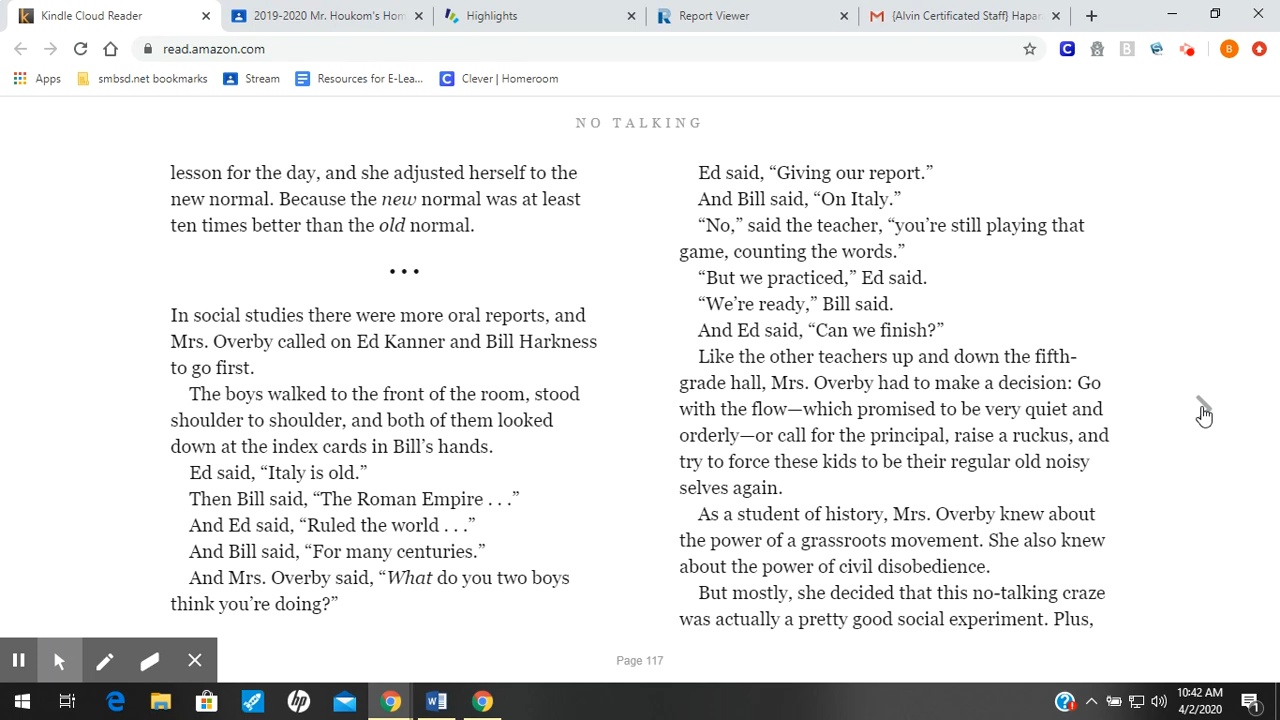 Kindle Cloud Reader
2019-2020 Mr. Houkom's Hom
Highlights
Report Viewer
{Alvin Certificated Staff} Hapar
read.amazon.com
Apps
smbsd.net bookmarks
Stream
Resources for E-Lea...
Clever | Homeroom
NO TALKING
lesson for the day, and she adjusted herself to the
new normal. Because the new normal was at least
ten times better than the old normal.
• • •
In social studies there were more oral reports, and
Mrs. Overby called on Ed Kanner and Bill Harkness
to go first.
The boys walked to the front of the room, stood
shoulder to shoulder, and both of them looked
down at the index cards in Bill’s hands.
Ed said, “Italy is old.”
Then Bill said, “The Roman Empire . . .”
And Ed said, “Ruled the world . . .”
And Bill said, “For many centuries.”
And Mrs. Overby said, “What do you two boys
think you’re doing?”
Ed said, “Giving our report.”
And Bill said, “On Italy.”
“No,” said the teacher, “you’re still playing that
game, counting the words.”
“But we practiced,” Ed said.
“We’re ready,” Bill said.
And Ed said, “Can we finish?”
Like the other teachers up and down the fifth-
grade hall, Mrs. Overby had to make a decision: Go
with the flow—which promised to be very quiet and
orderly—or call for the principal, raise a ruckus, and
try to force these kids to be their regular old noisy
selves again.
As a student of history, Mrs. Overby knew about
the power of a grassroots movement. She also knew
about the power of civil disobedience.
But mostly, she decided that this no-talking craze
was actually a pretty good social experiment. Plus,
Page 117
10:42 AM
4/2/2020